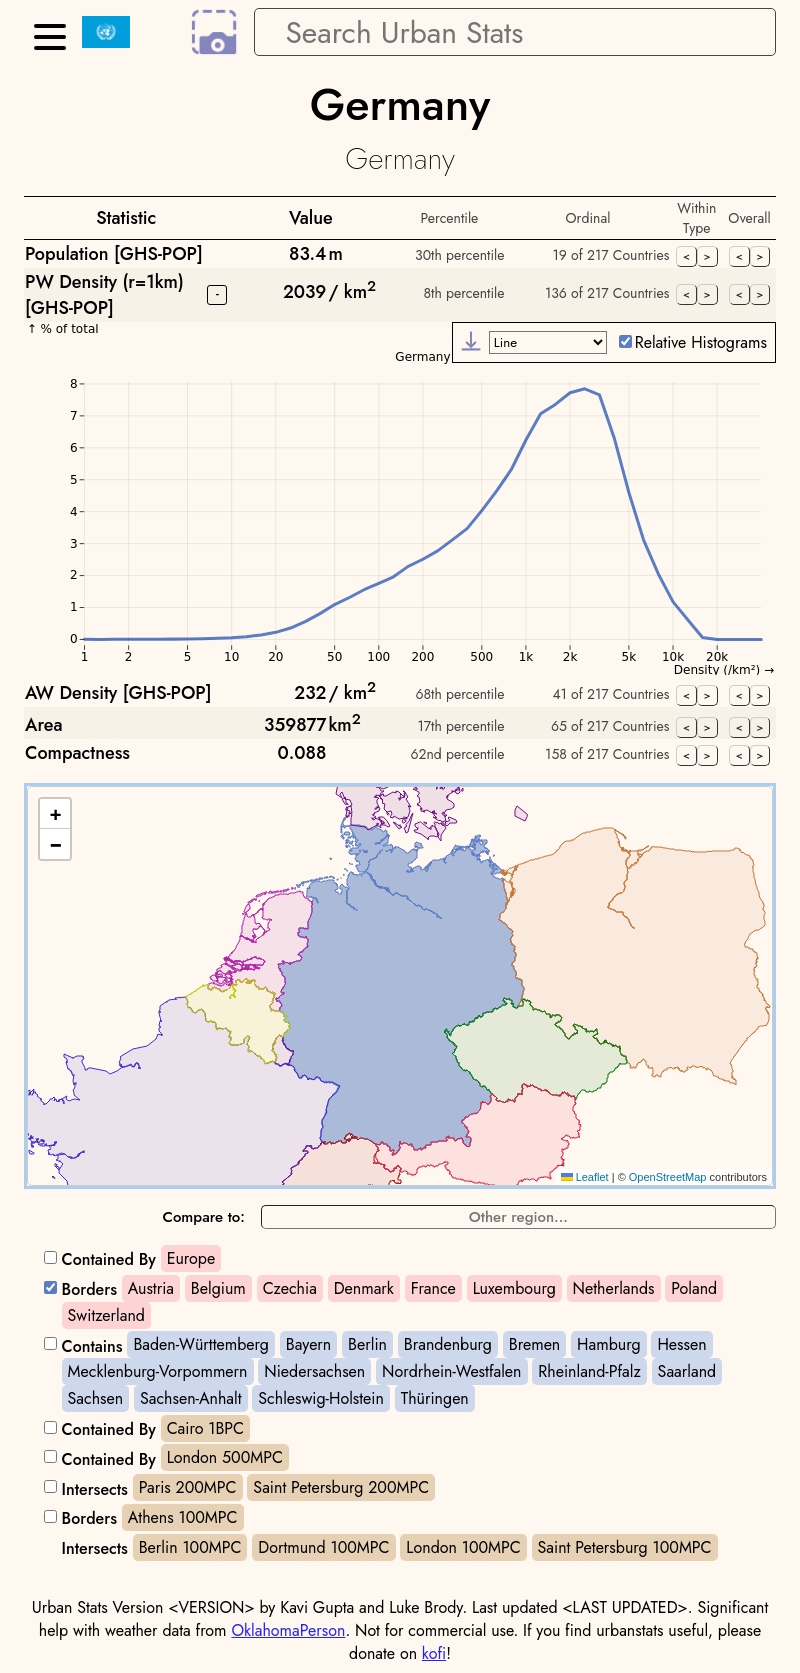 Search Urban Stats
Germany
Germany
Statistic Value Percentile Ordinal Within Type Overall
Population [GHS-POP] 83.4 m 30th percentile 19 of 217 Countries < > < >
PW Density (r=1km) [GHS-POP] - 2039 / km² 8th percentile 136 of 217 Countries < > < >
↑ % of total
Germany
Line Relative Histograms
8
7
6
5
4
3
2
1
0
1 2 5 10 20 50 100 200 500 1k 2k 5k 10k 20k
Density (/km²) →
AW Density [GHS-POP] 232 / km² 68th percentile 41 of 217 Countries < > < >
Area 359877 km² 17th percentile 65 of 217 Countries < > < >
Compactness 0.088 62nd percentile 158 of 217 Countries < > < >
+
−
Leaflet | © OpenStreetMap contributors
Compare to: Other region...
Contained By Europe
Borders Austria Belgium Czechia Denmark France Luxembourg Netherlands Poland
Switzerland
Contains Baden-Württemberg Bayern Berlin Brandenburg Bremen Hamburg Hessen
Mecklenburg-Vorpommern Niedersachsen Nordrhein-Westfalen Rheinland-Pfalz Saarland
Sachsen Sachsen-Anhalt Schleswig-Holstein Thüringen
Contained By Cairo 1BPC
Contained By London 500MPC
Intersects Paris 200MPC Saint Petersburg 200MPC
Borders Athens 100MPC
Intersects Berlin 100MPC Dortmund 100MPC London 100MPC Saint Petersburg 100MPC
Urban Stats Version <VERSION> by Kavi Gupta and Luke Brody. Last updated <LAST UPDATED>. Significant
help with weather data from OklahomaPerson. Not for commercial use. If you find urbanstats useful, please
donate on kofi!